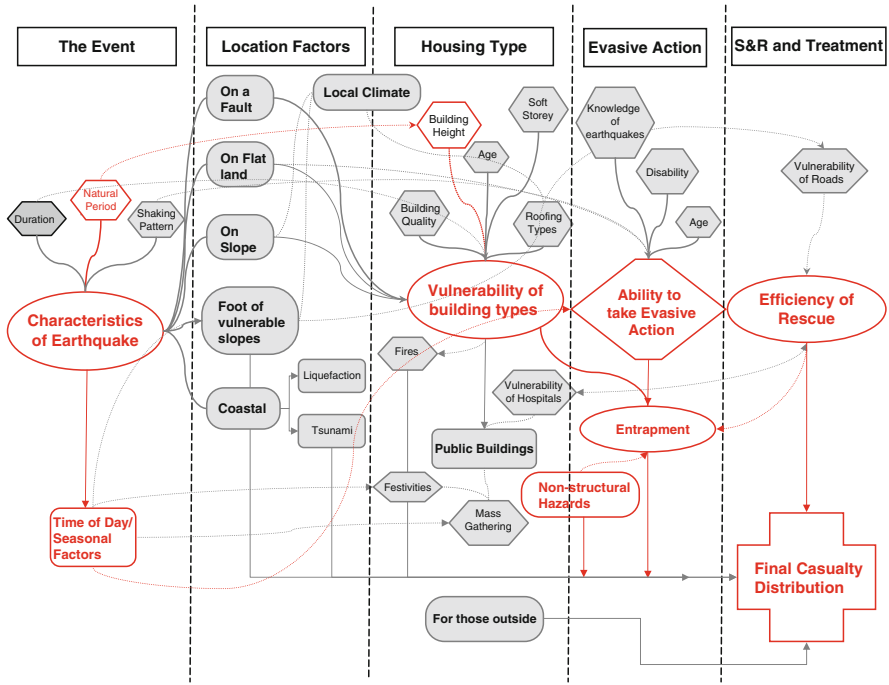 The Event
Location Factors
Housing Type
Evasive Action
S&R and Treatment
Duration
Natural
Period
Shaking
Pattern
Characteristics
of Earthquake
Time of Day/
Seasonal
Factors
On a
Fault
On Flat
land
On
Slope
Foot of
vulnerable
slopes
Coastal
Liquefaction
Tsunami
Local Climate
Building
Height
Soft
Storey
Age
Building
Quality
Roofing
Types
Vulnerability of
building types
Fires
Vulnerability
of Hospitals
Public Buildings
Festivities
Mass
Gathering
For those outside
Knowledge
of
earthquakes
Disability
Age
Ability to
take Evasive
Action
Entrapment
Non-structural
Hazards
Vulnerability
of Roads
Efficiency of
Rescue
Final Casualty
Distribution